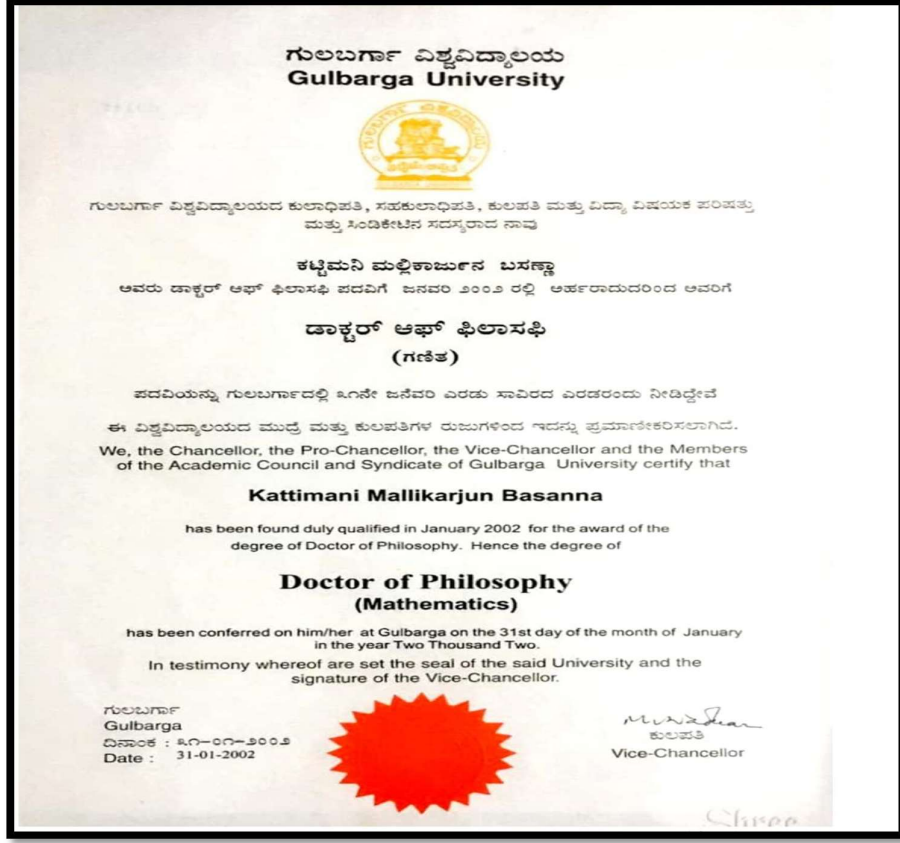 ಗುಲಬರ್ಗಾ ವಿಶ್ವವಿದ್ಯಾಲಯ
Gulbarga University
ಗುಲಬರ್ಗಾ ವಿಶ್ವವಿದ್ಯಾಲಯದ ಕುಲಾಧಿಪತಿ, ಸಹಕುಲಾಧಿಪತಿ, ಕುಲಪತಿ ಮತ್ತು ವಿದ್ಯಾ ವಿಷಯಕ ಪರಿಷತ್ತು
ಮತ್ತು ಸಿಂಡಿಕೇಟಿನ ಸದಸ್ಯರಾದ ನಾವು
ಕಟ್ಟಿಮನಿ ಮಲ್ಲಿಕಾರ್ಜುನ ಬಸಣ್ಣಾ
ಅವರು ಡಾಕ್ಟರ್ ಆಫ್ ಫಿಲಾಸಫಿ ಪದವಿಗೆ ಜನವರಿ ೨೦೦೨ ರಲ್ಲಿ ಅರ್ಹರಾದುದರಿಂದ ಅವರಿಗೆ
ಡಾಕ್ಟರ್ ಆಫ್ ಫಿಲಾಸಫಿ
(ಗಣಿತ)
ಪದವಿಯನ್ನು ಗುಲಬರ್ಗಾದಲ್ಲಿ ೩೧ನೇ ಜನೆವರಿ ಎರಡು ಸಾವಿರದ ಎರಡರಂದು ನೀಡಿದ್ದೇವೆ
ಈ ವಿಶ್ವವಿದ್ಯಾಲಯದ ಮುದ್ರೆ ಮತ್ತು ಕುಲಪತಿಗಳ ರುಜುಗಳಿಂದ ಇದನ್ನು ಪ್ರಮಾಣೀಕರಿಸಲಾಗಿದೆ.
We, the Chancellor, the Pro-Chancellor, the Vice-Chancellor and the Members
of the Academic Council and Syndicate of Gulbarga University certify that
Kattimani Mallikarjun Basanna
has been found duly qualified in January 2002 for the award of the
degree of Doctor of Philosophy. Hence the degree of
Doctor of Philosophy
(Mathematics)
has been conferred on him/her at Gulbarga on the 31st day of the month of January
in the year Two Thousand Two.
In testimony whereof are set the seal of the said University and the
signature of the Vice-Chancellor.
ಗುಲಬರ್ಗಾ
Gulbarga
ದಿನಾಂಕ : ೩೧-೦೧-೨೦೦೨
Date : 31-01-2002
ಕುಲಪತಿ
Vice-Chancellor
Shree